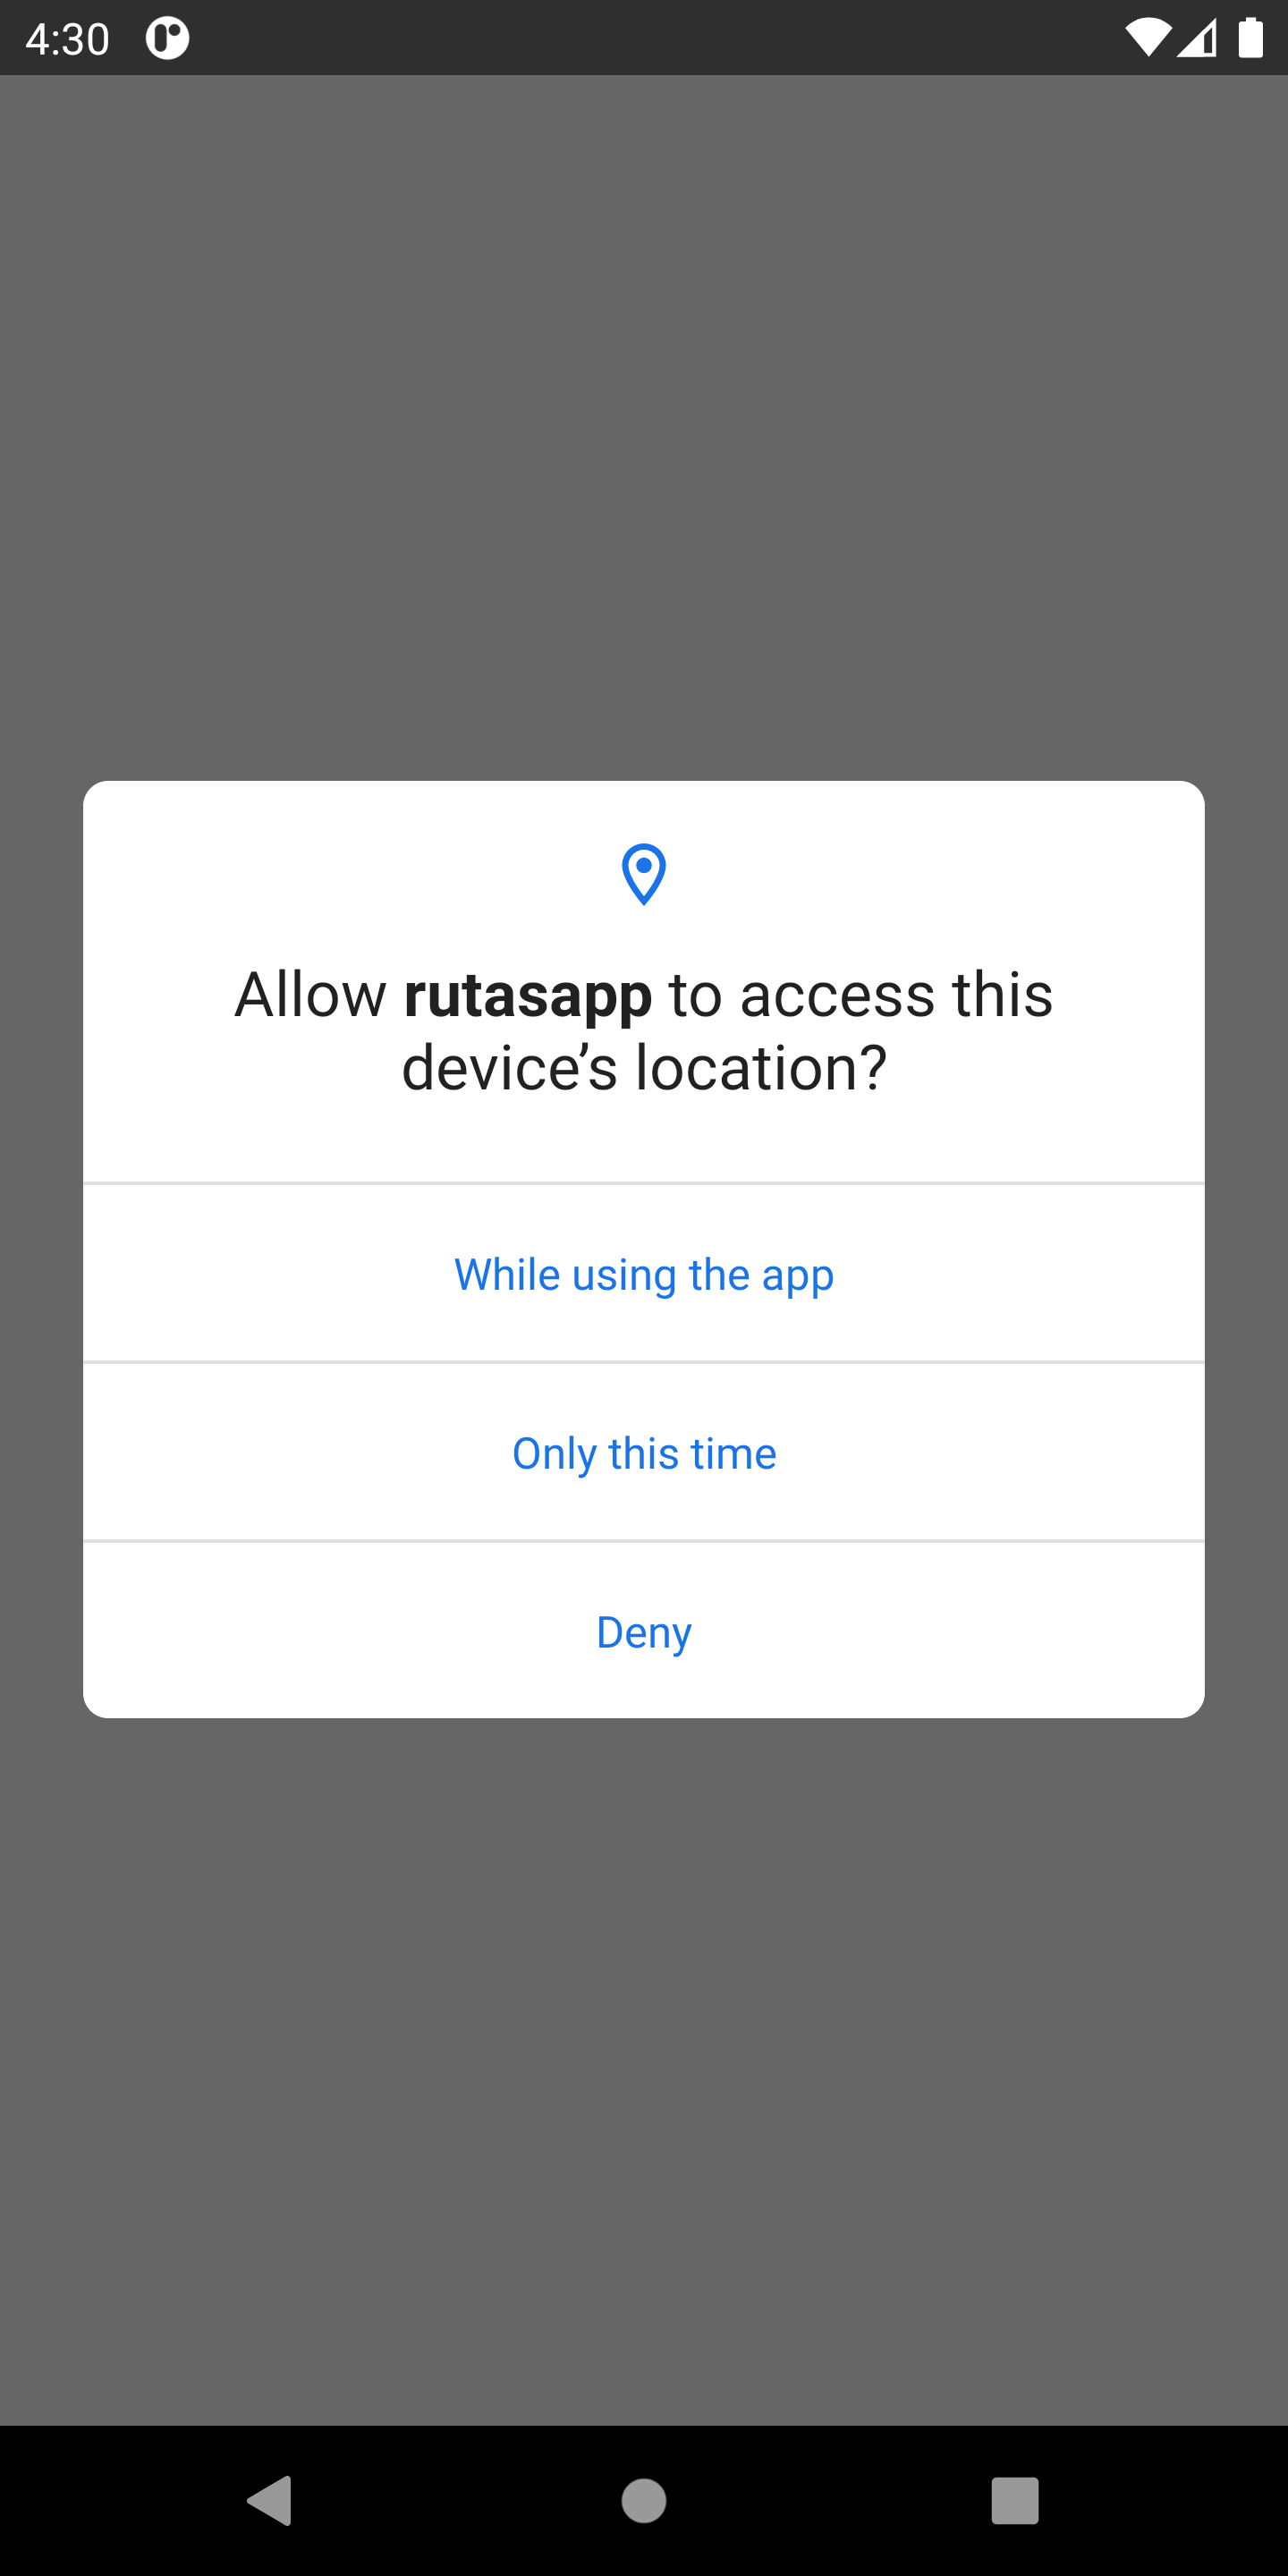 4:30
Allow rutasapp to access this
device’s location?
While using the app
Only this time
Deny